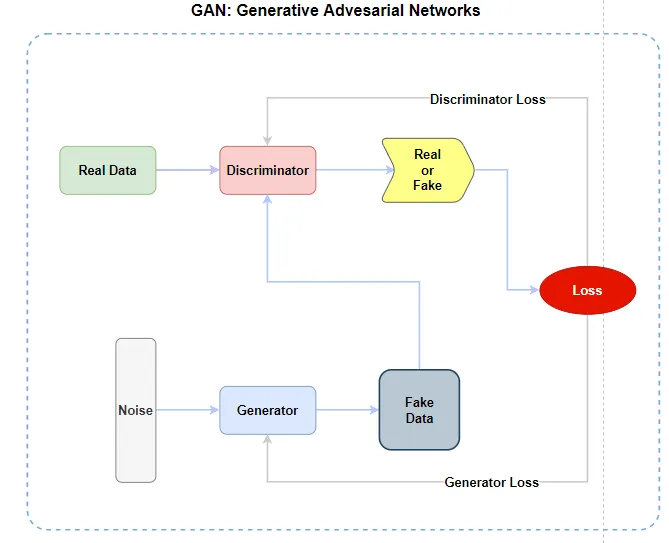 GAN: Generative Advesarial Networks
Discriminator Loss
Real Data
Discriminator
Real
or
Fake
Loss
Noise
Generator
Fake
Data
Generator Loss